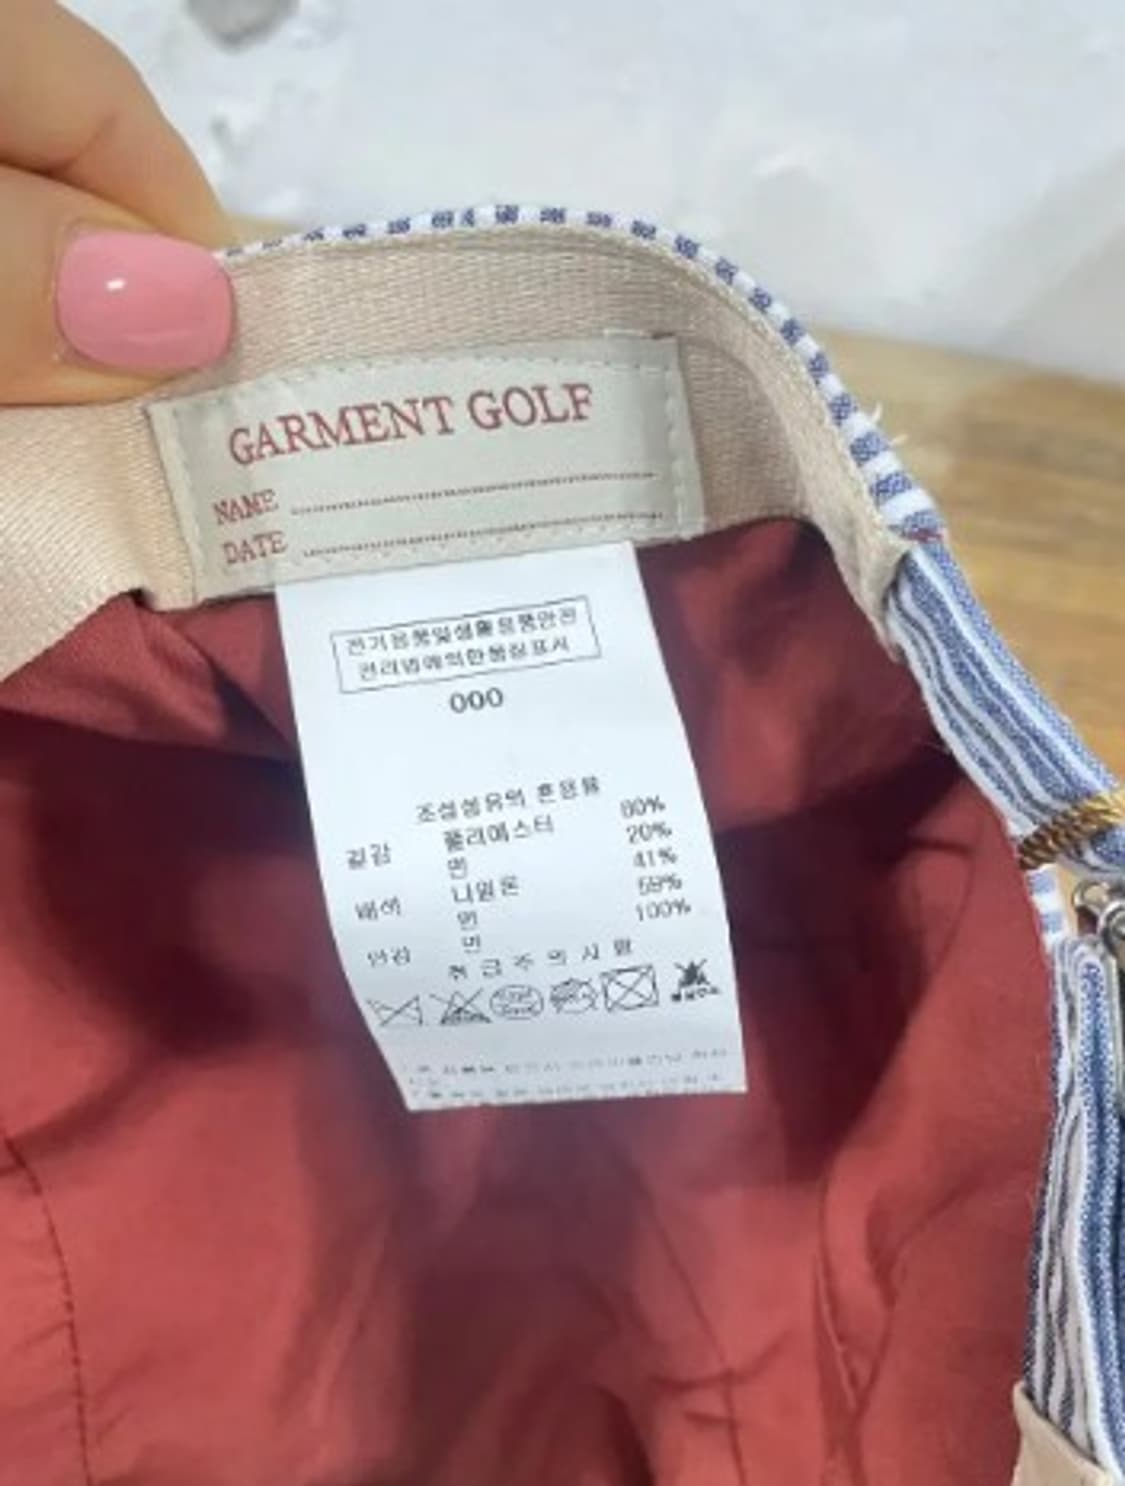 GARMENT GOLF
NAME
DATE
전기용품및생활용품안전
관리법에의한품질표시
000
조성섬유의 혼용율
겉감 폴리에스터 80%
면 20%
배색 나일론 41%
면 59%
안감 면 100%
취급주의사항